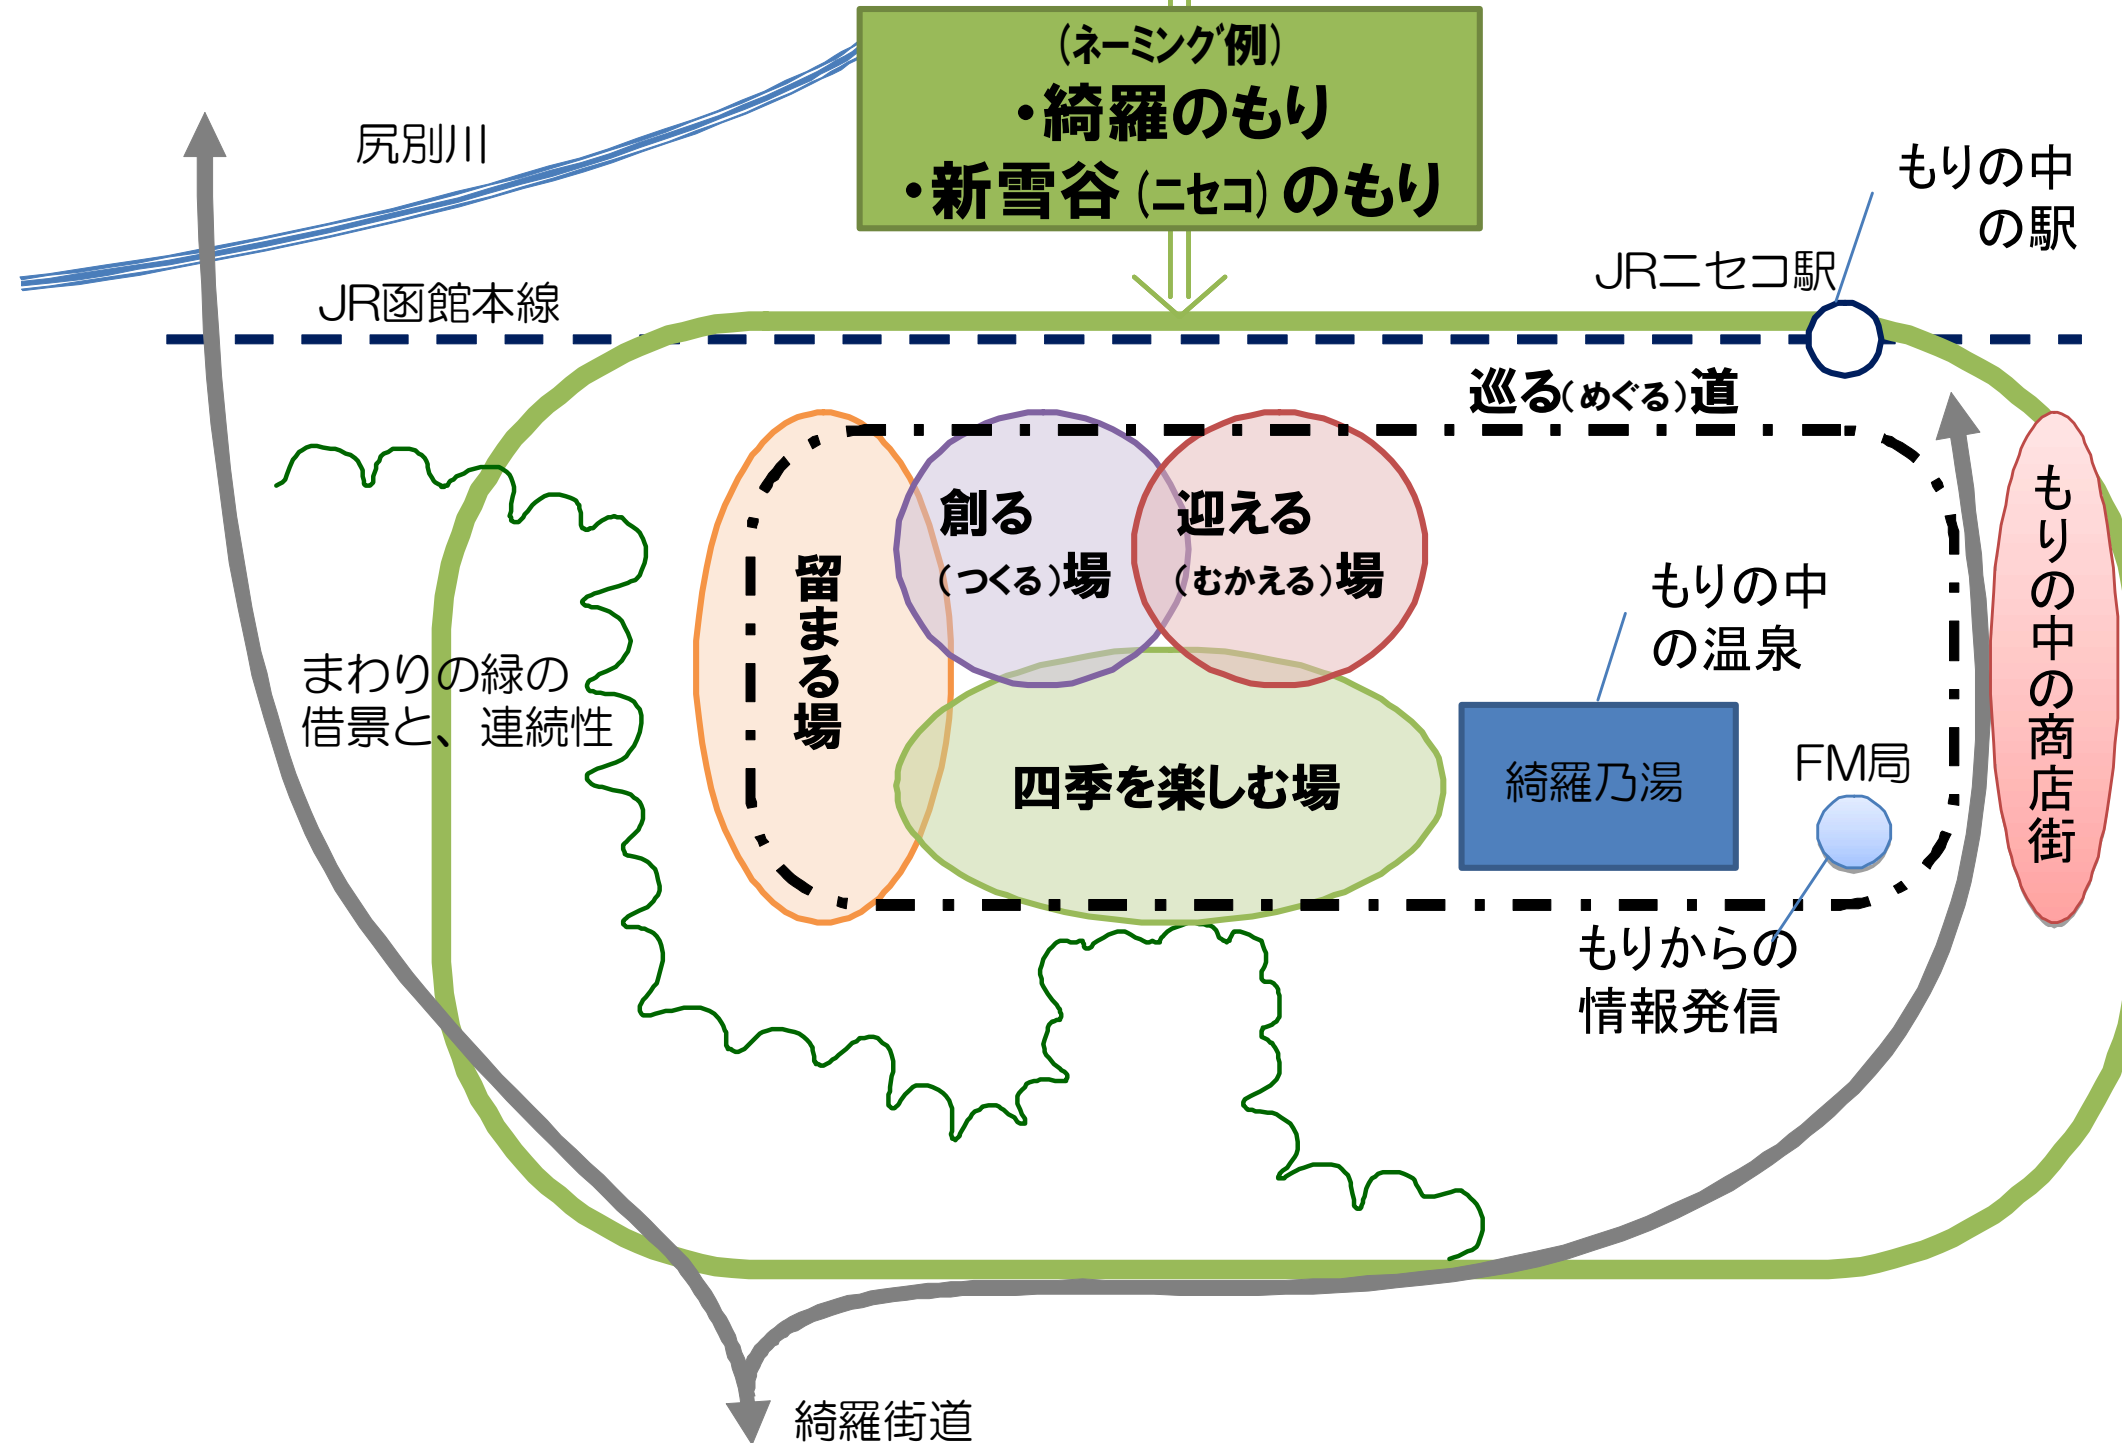 (ネーミング例)
・綺羅のもり
・新雪谷(ニセコ)のもり
尻別川
もりの中
の駅
JRニセコ駅
JR函館本線
巡る(めぐる)道
創る
(つくる)場
迎える
(むかえる)場
留まる場
もりの中の商店街
もりの中
の温泉
まわりの緑の
借景と、連続性
四季を楽しむ場
綺羅乃湯
FM局
もりからの
情報発信
綺羅街道